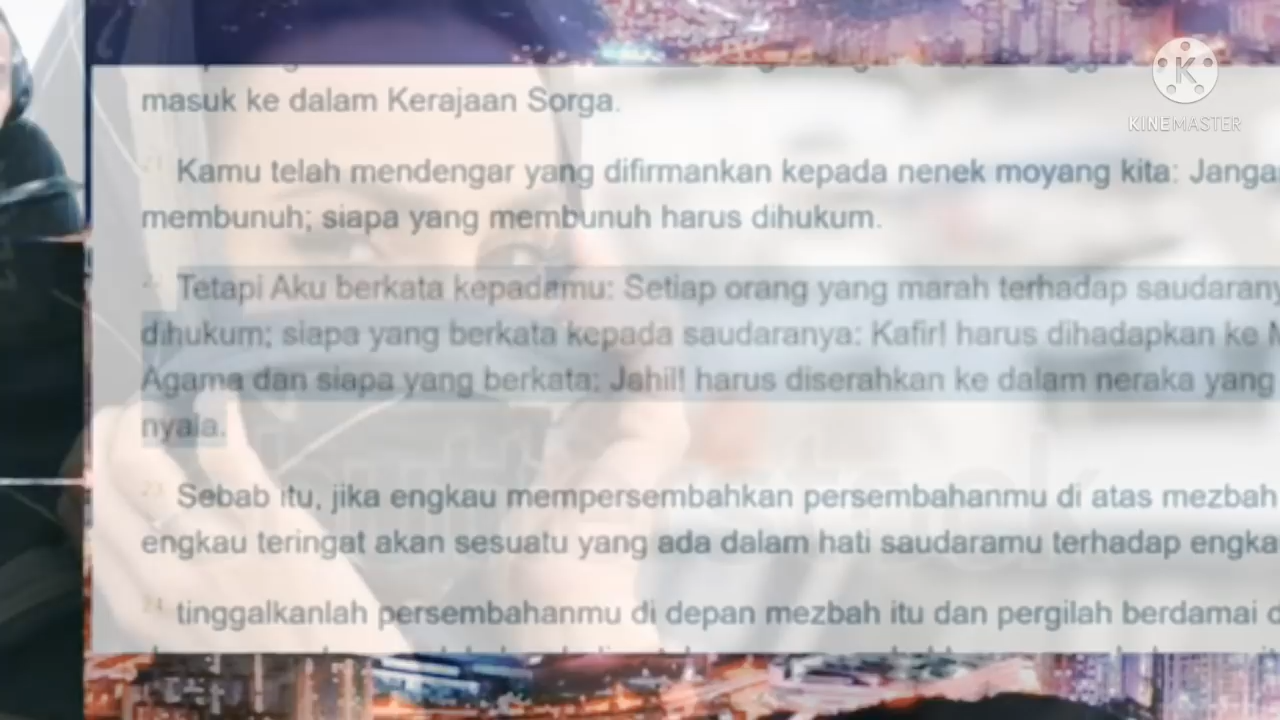 masuk ke dalam Kerajaan Sorga.
21 Kamu telah mendengar yang difirmankan kepada nenek moyang kita: Janga
membunuh; siapa yang membunuh harus dihukum.
Tetapi Aku berkata kepadamu: Setiap orang yang marah terhadap saudarany
dihukum; siapa yang berkata kepada saudaranya: Kafir! harus dihadapkan ke M
Agama dan siapa yang berkata: Jahil! harus diserahkan ke dalam neraka yang
nyala.
23 Sebab itu, jika engkau mempersembahkan persembahanmu di atas mezbah
engkau teringat akan sesuatu yang ada dalam hati saudaramu terhadap engka
24 tinggalkanlah persembahanmu di depan mezbah itu dan pergilah berdamai d
K
KINEMASTER